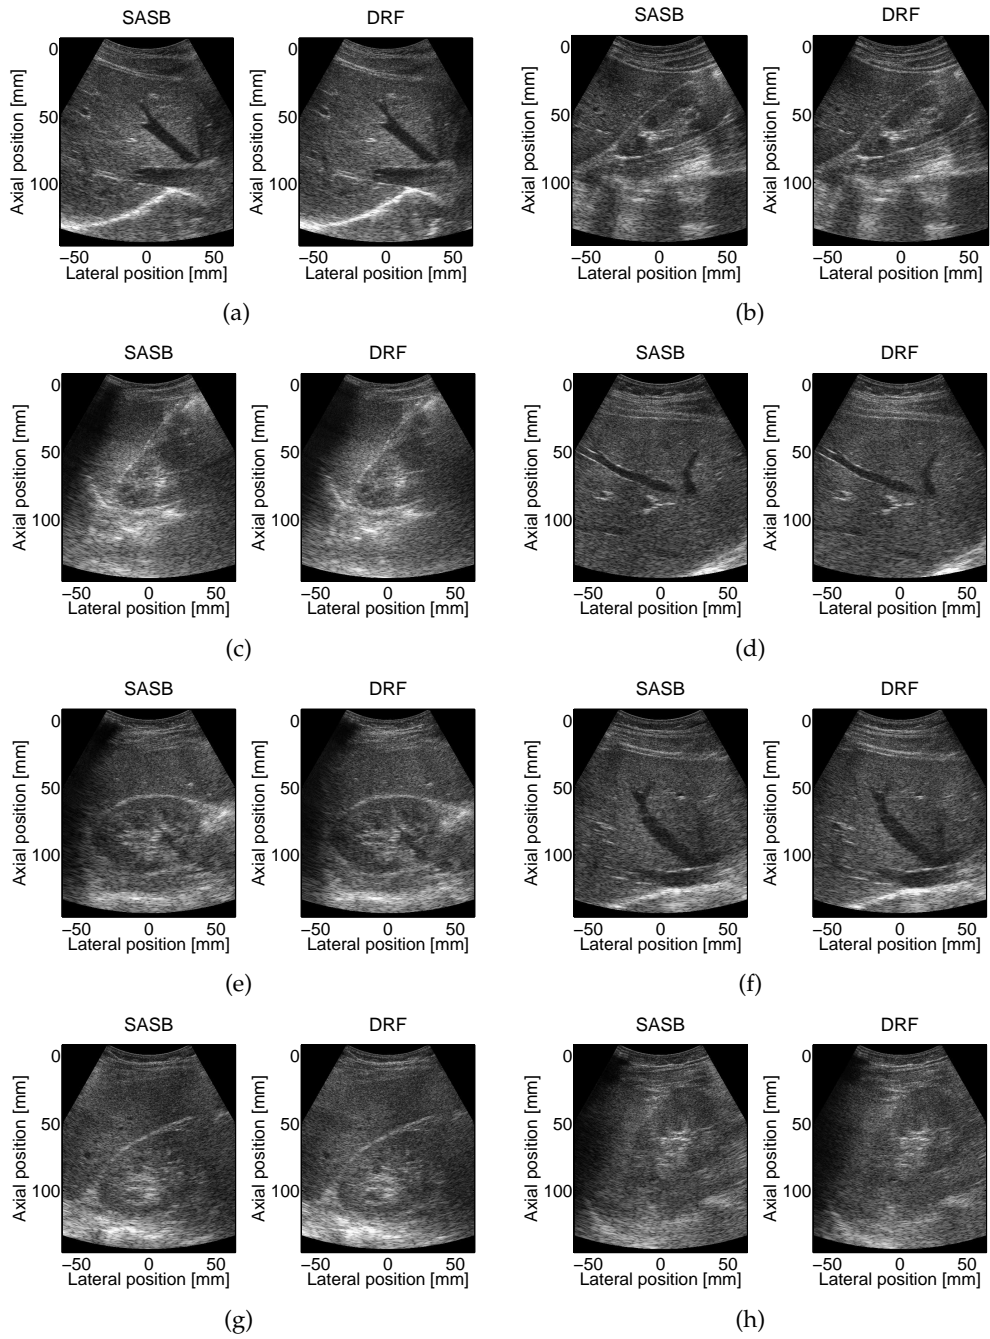 SASB DRF SASB DRF
0
50
100
Axial position [mm]
−50 0 50
Lateral position [mm]
0
50
100
Axial position [mm]
−50 0 50
Lateral position [mm]
0
50
100
Axial position [mm]
−50 0 50
Lateral position [mm]
0
50
100
Axial position [mm]
−50 0 50
Lateral position [mm]
(a) (b)
SASB DRF SASB DRF
0
50
100
Axial position [mm]
−50 0 50
Lateral position [mm]
0
50
100
Axial position [mm]
−50 0 50
Lateral position [mm]
0
50
100
Axial position [mm]
−50 0 50
Lateral position [mm]
0
50
100
Axial position [mm]
−50 0 50
Lateral position [mm]
(c) (d)
SASB DRF SASB DRF
0
50
100
Axial position [mm]
−50 0 50
Lateral position [mm]
0
50
100
Axial position [mm]
−50 0 50
Lateral position [mm]
0
50
100
Axial position [mm]
−50 0 50
Lateral position [mm]
0
50
100
Axial position [mm]
−50 0 50
Lateral position [mm]
(e) (f)
SASB DRF SASB DRF
0
50
100
Axial position [mm]
−50 0 50
Lateral position [mm]
0
50
100
Axial position [mm]
−50 0 50
Lateral position [mm]
0
50
100
Axial position [mm]
−50 0 50
Lateral position [mm]
0
50
100
Axial position [mm]
−50 0 50
Lateral position [mm]
(g) (h)